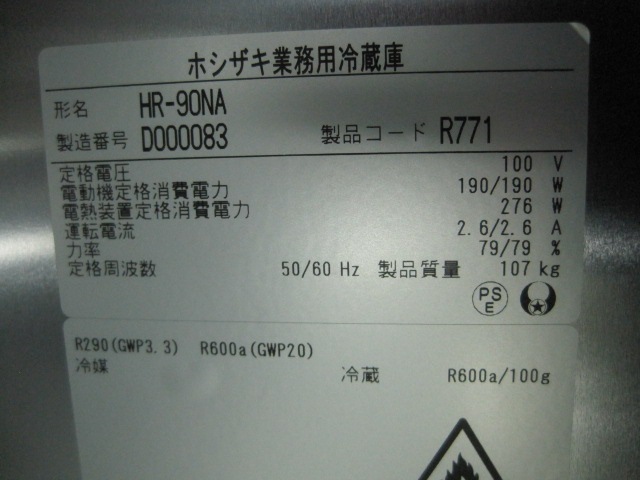 ホシザキ業務用冷蔵庫
形名 HR-90NA
製造番号 D000083 製品コード R771
定格電圧 100 V
電動機定格消費電力 190/190 W
電熱装置定格消費電力 276 W
運転電流 2.6/2.6 A
力率 79/79 %
定格周波数 50/60 Hz 製品質量 107 kg
PS
E
R290(GWP3.3) R600a(GWP20)
冷媒
冷蔵 R600a/100g